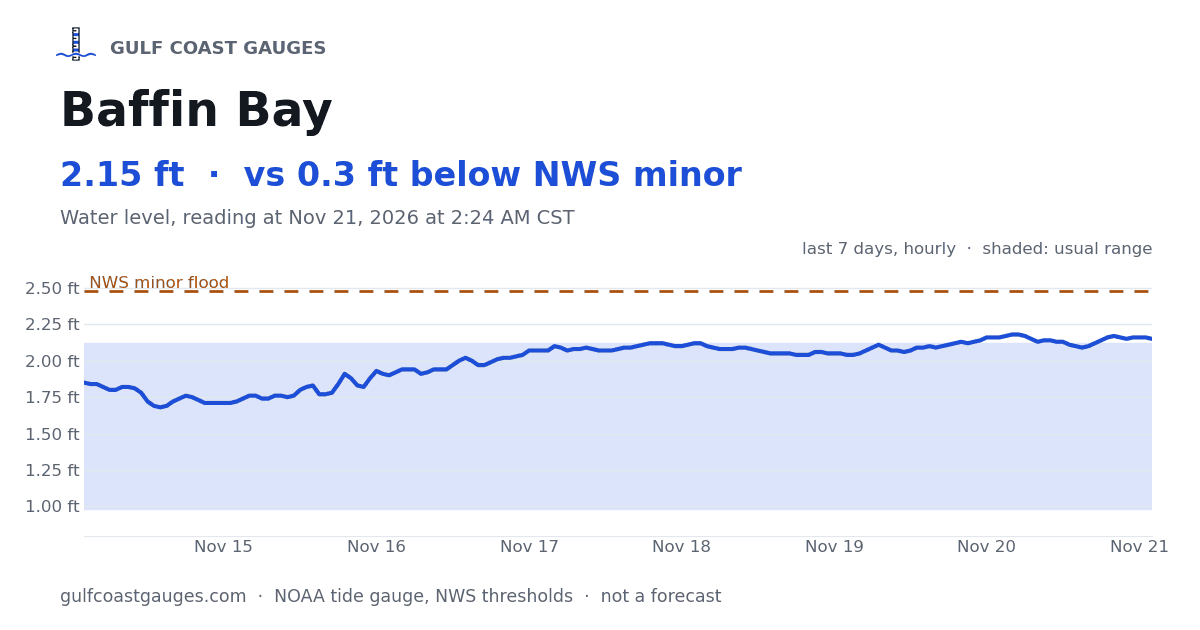 GULF COAST GAUGES
Baffin Bay
2.15 ft · vs 0.3 ft below NWS minor
Water level, reading at Nov 21, 2026 at 2:24 AM CST
last 7 days, hourly · shaded: usual range
NWS minor flood
2.50 ft
2.25 ft
2.00 ft
1.75 ft
1.50 ft
1.25 ft
1.00 ft
Nov 15 Nov 16 Nov 17 Nov 18 Nov 19 Nov 20 Nov 21
gulfcoastgauges.com · NOAA tide gauge, NWS thresholds · not a forecast